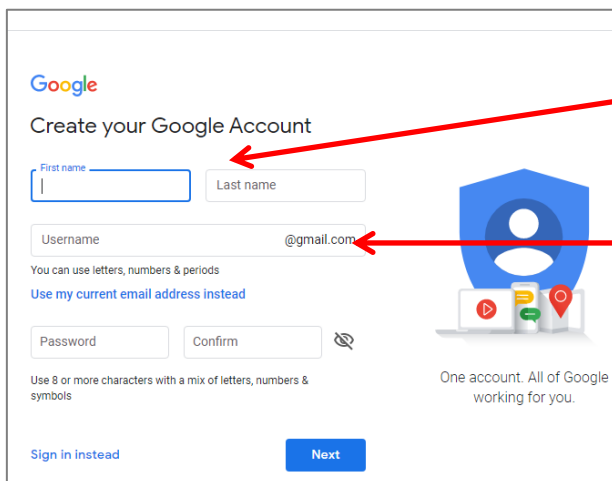 Google
Create your Google Account
First name
Last name
Username @gmail.com
You can use letters, numbers & periods
Use my current email address instead
Password Confirm
Use 8 or more characters with a mix of letters, numbers &
symbols
One account. All of Google
working for you.
Sign in instead Next